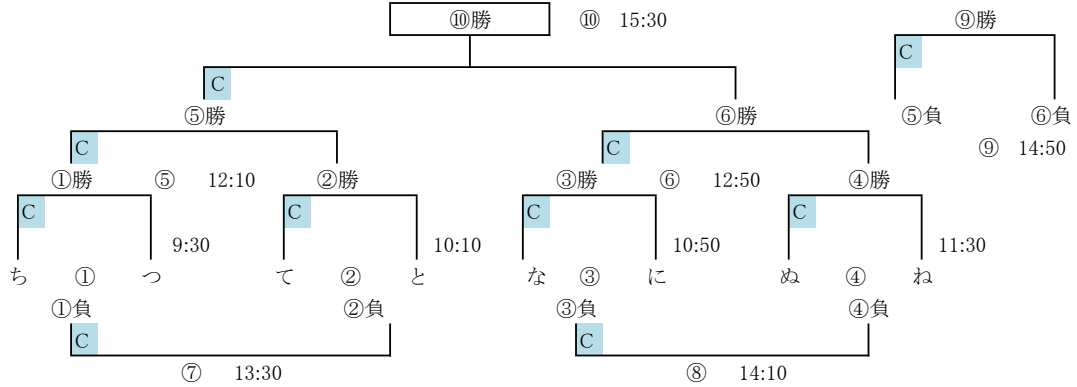 ⑩勝 ⑩ 15:30 ⑨勝
C
C
⑤勝 ⑥勝 ⑤負 ⑥負
C C ⑨ 14:50
①勝 ⑤ 12:10 ②勝 ③勝 ⑥ 12:50 ④勝
C C C C
9:30 10:10 10:50 11:30
ち ① つ て ② と な ③ に ぬ ④ ね
①負 ②負 ③負 ④負
C C
⑦ 13:30 ⑧ 14:10